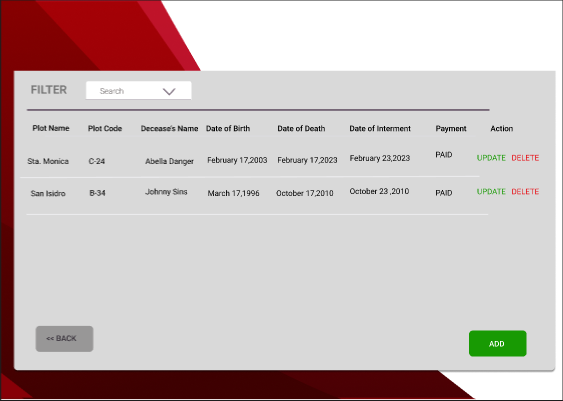 FILTER Search
Plot Name Plot Code Decease's Name Date of Birth Date of Death Date of Interment Payment Action
Sta. Monica C-24 Abella Danger February 17,2003 February 17,2023 February 23,2023 PAID UPDATE DELETE
San Isidro B-34 Johnny Sins March 17,1996 October 17,2010 October 23 ,2010 PAID UPDATE DELETE
<< BACK ADD